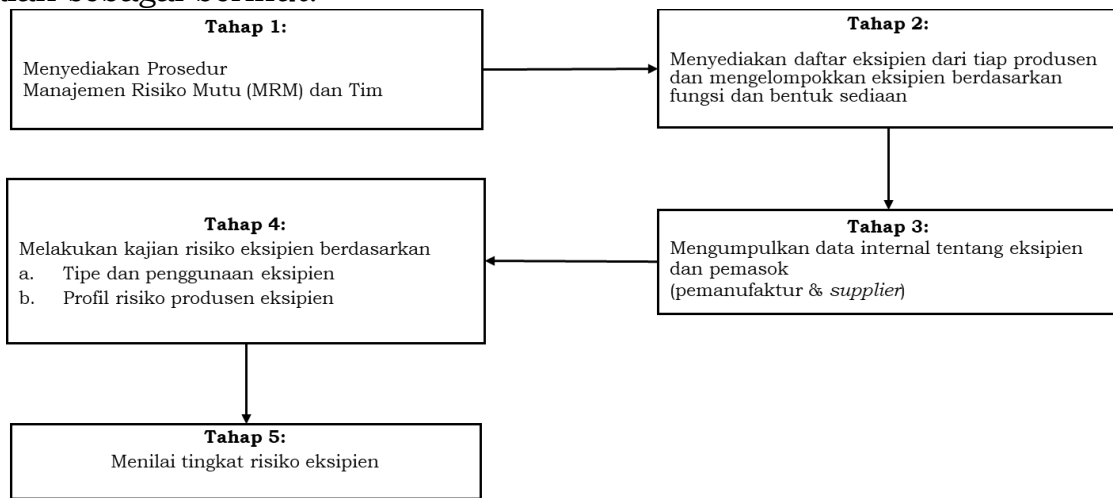 dan sebagai berikut.
Tahap 1:
Menyediakan Prosedur
Manajemen Risiko Mutu (MRM) dan Tim
Tahap 2:
Menyediakan daftar eksipien dari tiap produsen
dan mengelompokkan eksipien berdasarkan
fungsi dan bentuk sediaan
Tahap 3:
Mengumpulkan data internal tentang eksipien
dan pemasok
(pemanufaktur & supplier)
Tahap 4:
Melakukan kajian risiko eksipien berdasarkan
a. Tipe dan penggunaan eksipien
b. Profil risiko produsen eksipien
Tahap 5:
Menilai tingkat risiko eksipien